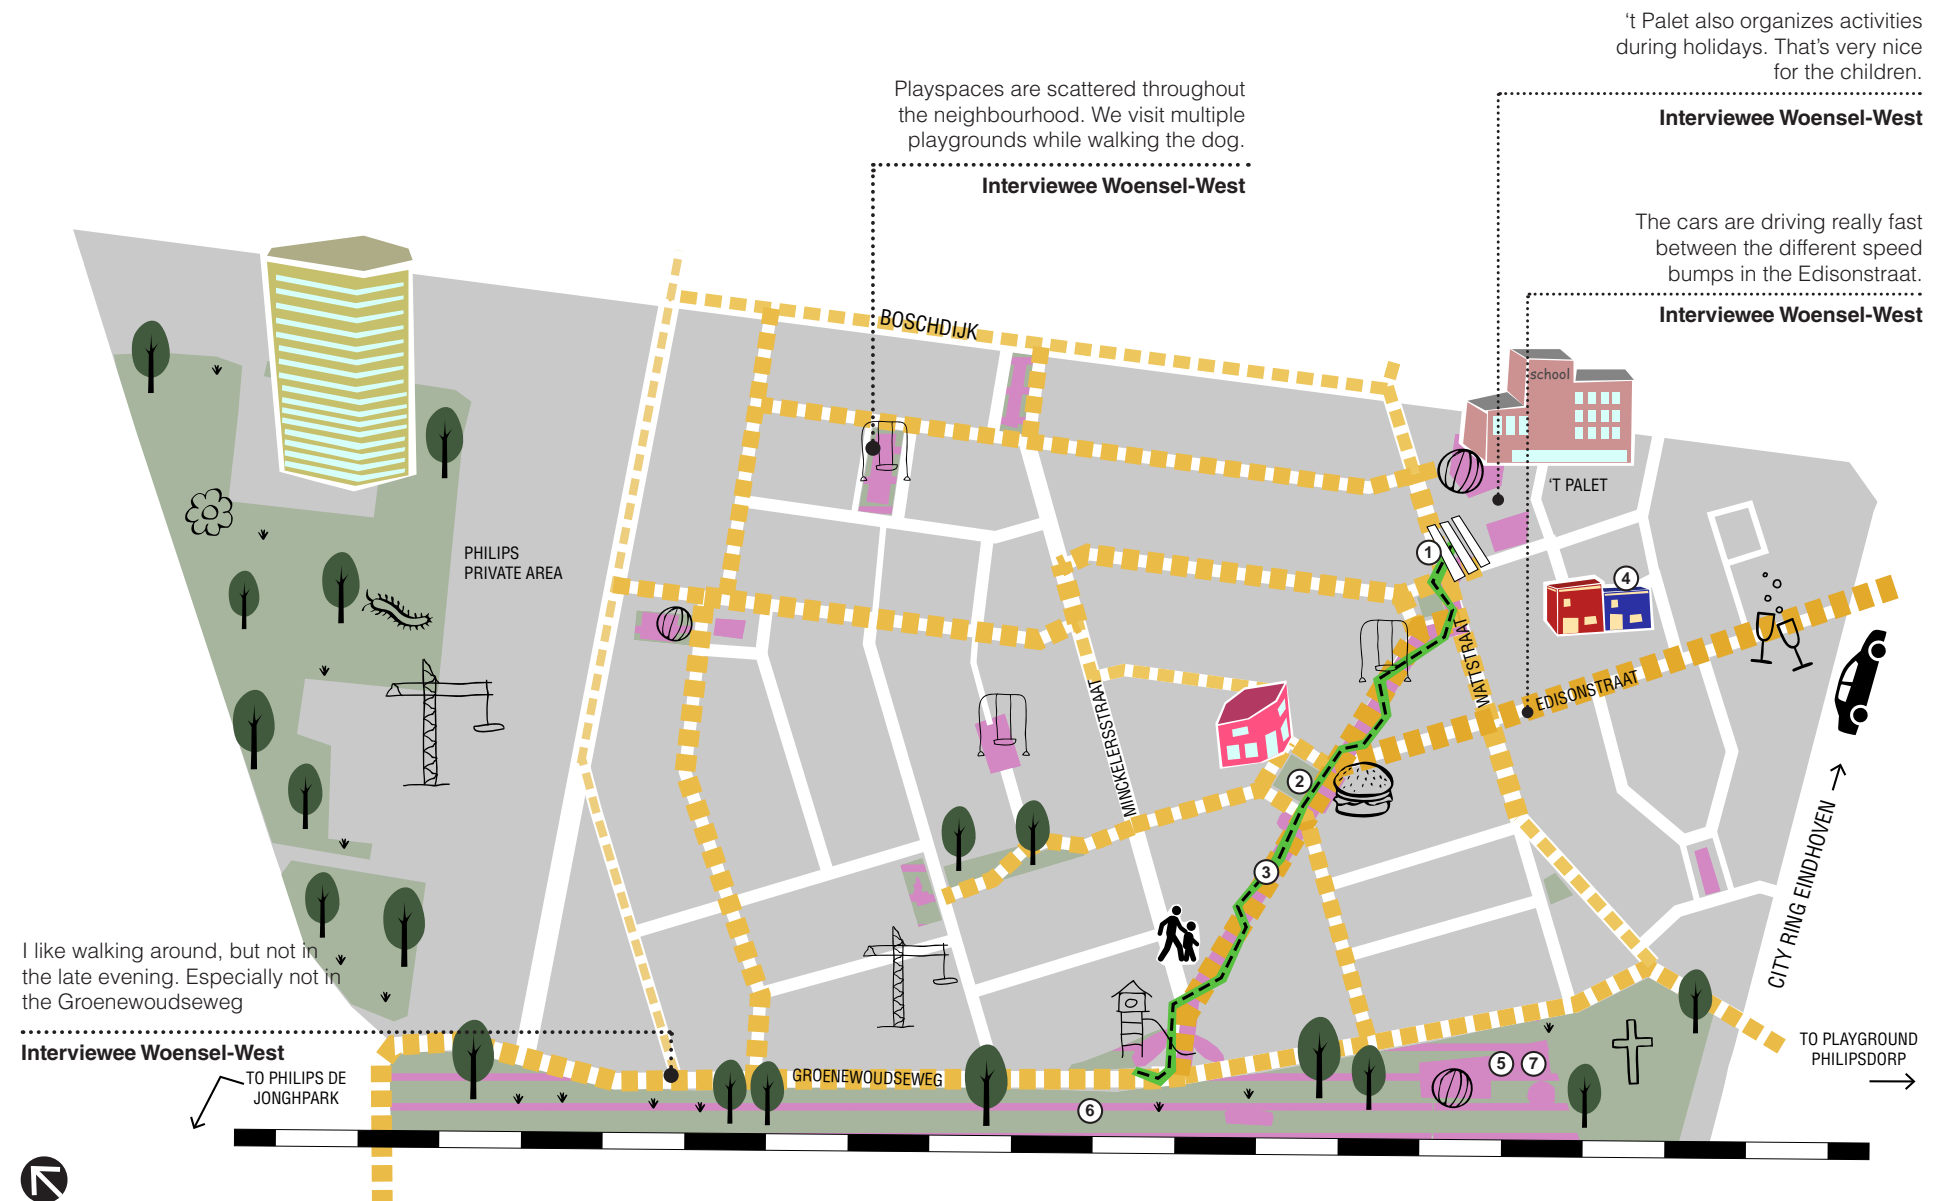 ‘t Palet also organizes activities
during holidays. That’s very nice
for the children.
Interviewee Woensel-West
Playspaces are scattered throughout
the neighbourhood. We visit multiple
playgrounds while walking the dog.
Interviewee Woensel-West
The cars are driving really fast
between the different speed
bumps in the Edisonstraat.
Interviewee Woensel-West
BOSCHDIJK
school
‘T PALET
PHILIPS
PRIVATE AREA
1
4
WATTSTRAAT
EDISONSTRAAT
MINCKELERSSTRAAT
2
3
CITY RING EINDHOVEN
I like walking around, but not in
the late evening. Especially not in
the Groenewoudseweg
Interviewee Woensel-West
TO PHILIPS DE
JONGHPARK
GROENEWOUDSEWEG
5
7
6
TO PLAYGROUND
PHILIPSDORP